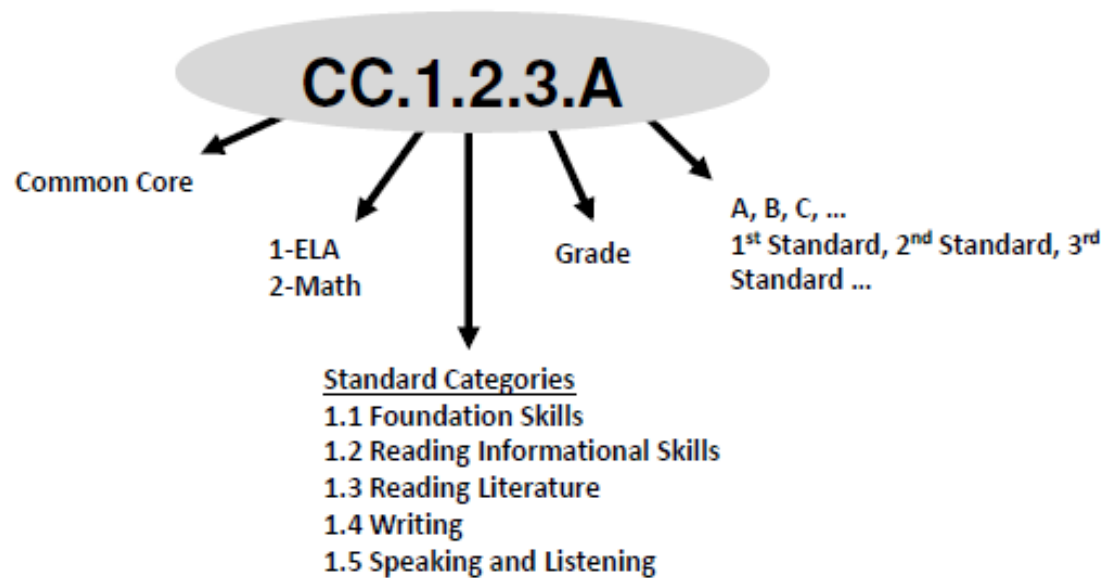 CC.1.2.3.A
Common Core
1-ELA
2-Math
Grade
A, B, C, ...
1st Standard, 2nd Standard, 3rd
Standard ...
Standard Categories
1.1 Foundation Skills
1.2 Reading Informational Skills
1.3 Reading Literature
1.4 Writing
1.5 Speaking and Listening